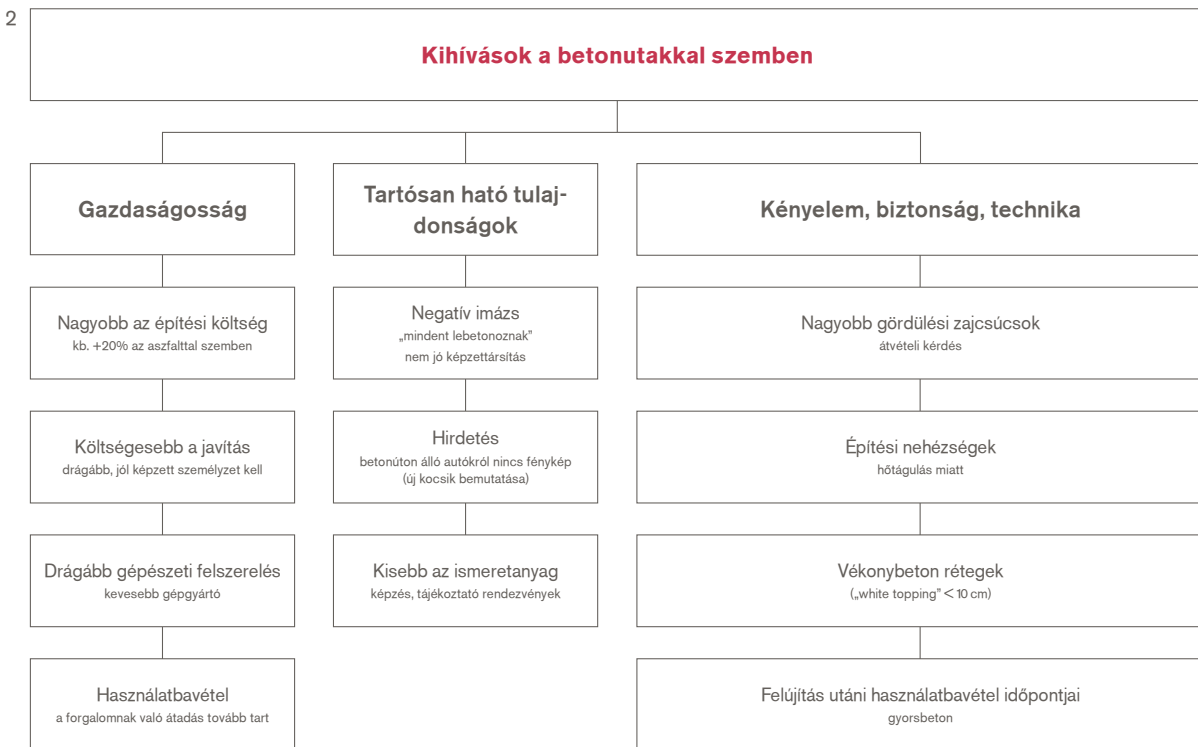 2
Kihívások a betonutakkal szemben
Gazdaságosság
Nagyobb az építési költség
kb. +20% az aszfalttal szemben
Költségesebb a javítás
drágább, jól képzett személyzet kell
Drágább gépészeti felszerelés
kevesebb gépgyártó
Használatbavétel
a forgalomnak való átadás tovább tart
Tartósan ható tulaj-
donságok
Negatív imázs
„mindent lebetonoznak”
nem jó képzettársítás
Hirdetés
betonúton álló autókról nincs fénykép
(új kocsik bemutatása)
Kisebb az ismeretanyag
képzés, tájékoztató rendezvények
Kényelem, biztonság, technika
Nagyobb gördülési zajcsúcsok
átvételi kérdés
Építési nehézségek
hőtágulás miatt
Vékonybeton rétegek
(„white topping” < 10 cm)
Felújítás utáni használatbavétel időpontjai
gyorsbeton